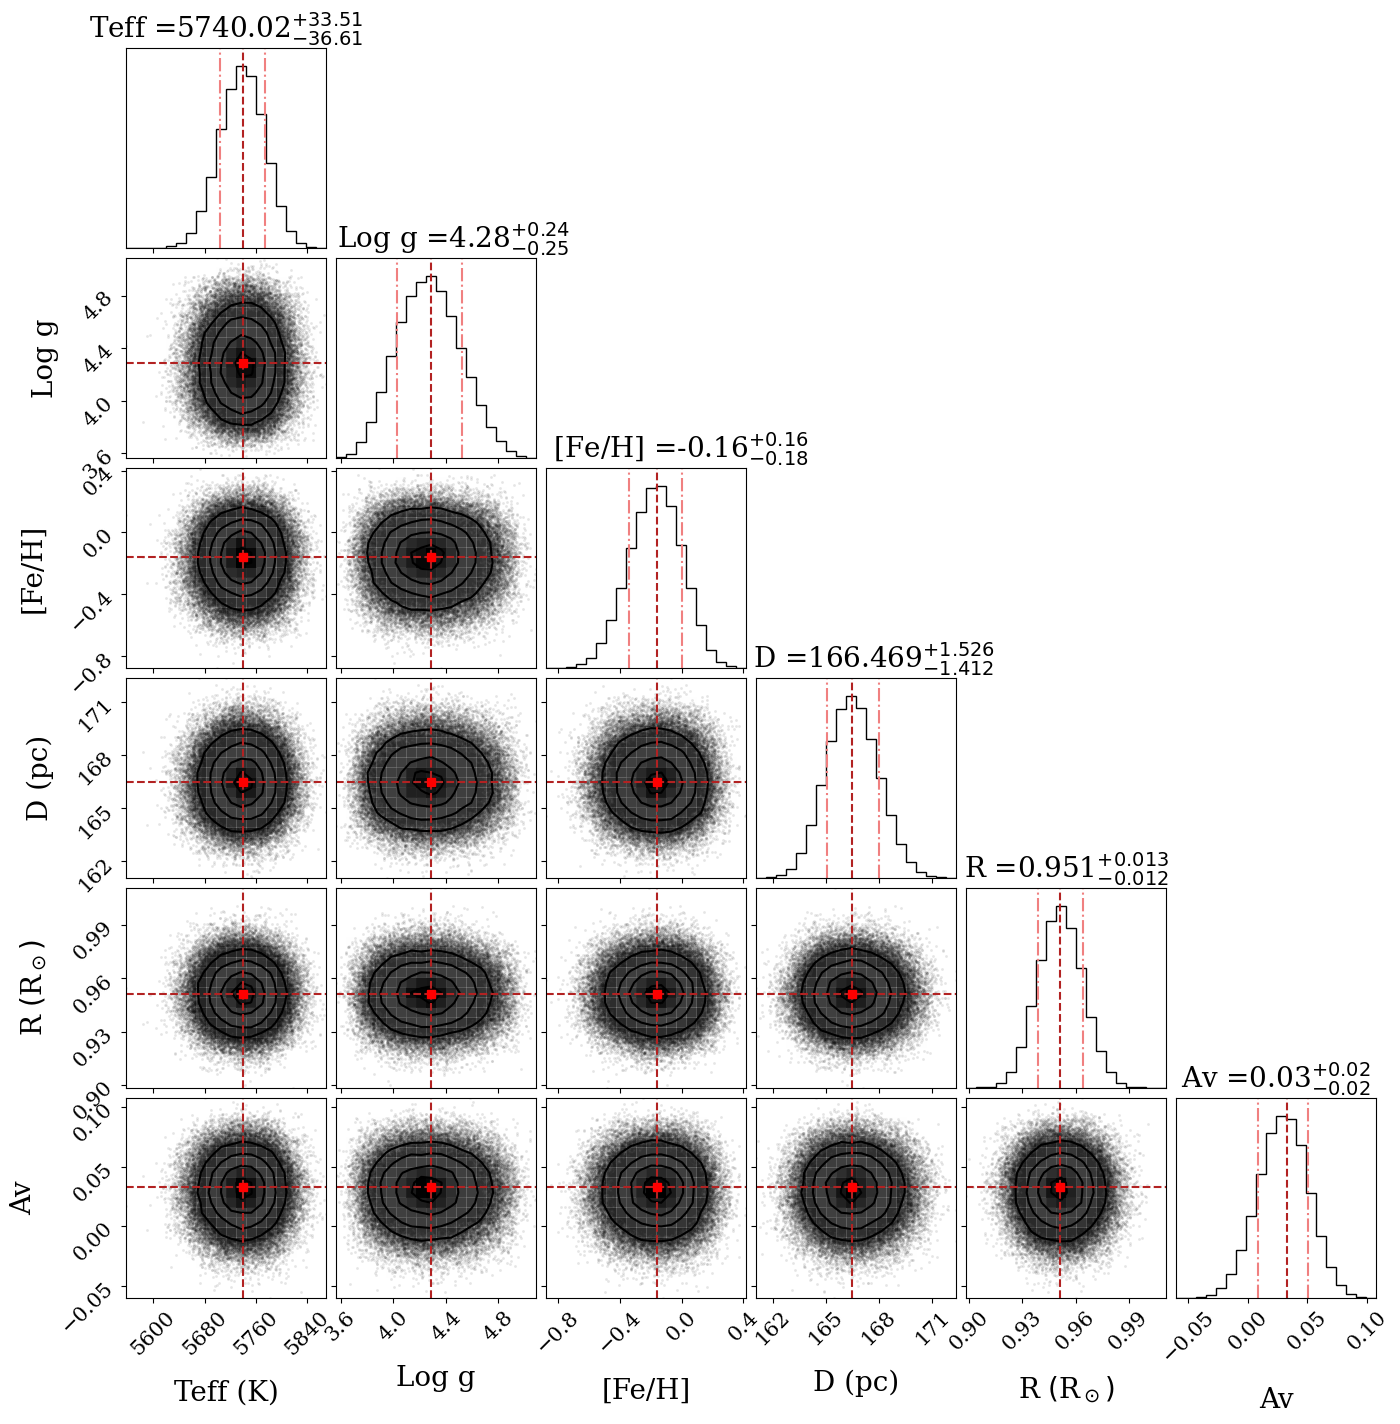 Teff =5740.02+33.51−36.61
Log g =4.28+0.24−0.25
Log g
4.8
4.4
4.0
3.6
[Fe/H] =-0.16+0.16−0.18
[Fe/H]
0.4
0.0
−0.4
−0.8
D =166.469+1.526−1.412
D (pc)
171
168
165
162
R =0.951+0.013−0.012
R (R⊙)
0.99
0.96
0.93
0.90
Av =0.03+0.02−0.02
Av
0.10
0.05
0.00
−0.05
5600 5680 5760 5840
3.6 4.0 4.4 4.8
−0.8 −0.4 0.0 0.4
162 165 168 171
0.90 0.93 0.96 0.99
−0.05 0.00 0.05 0.10
Teff (K)
Log g
[Fe/H]
D (pc)
R (R⊙)
Av